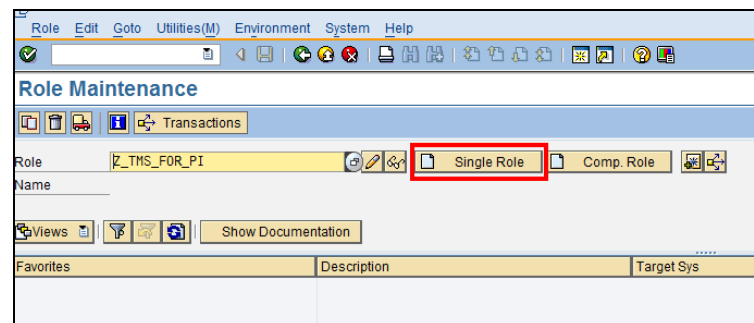 Role Edit Goto Utilities(M) Environment System Help
Role Maintenance
Transactions
Role Z_TMS_FOR_PI Single Role Comp. Role
Name
Views Show Documentation
Favorites Description Target Sys